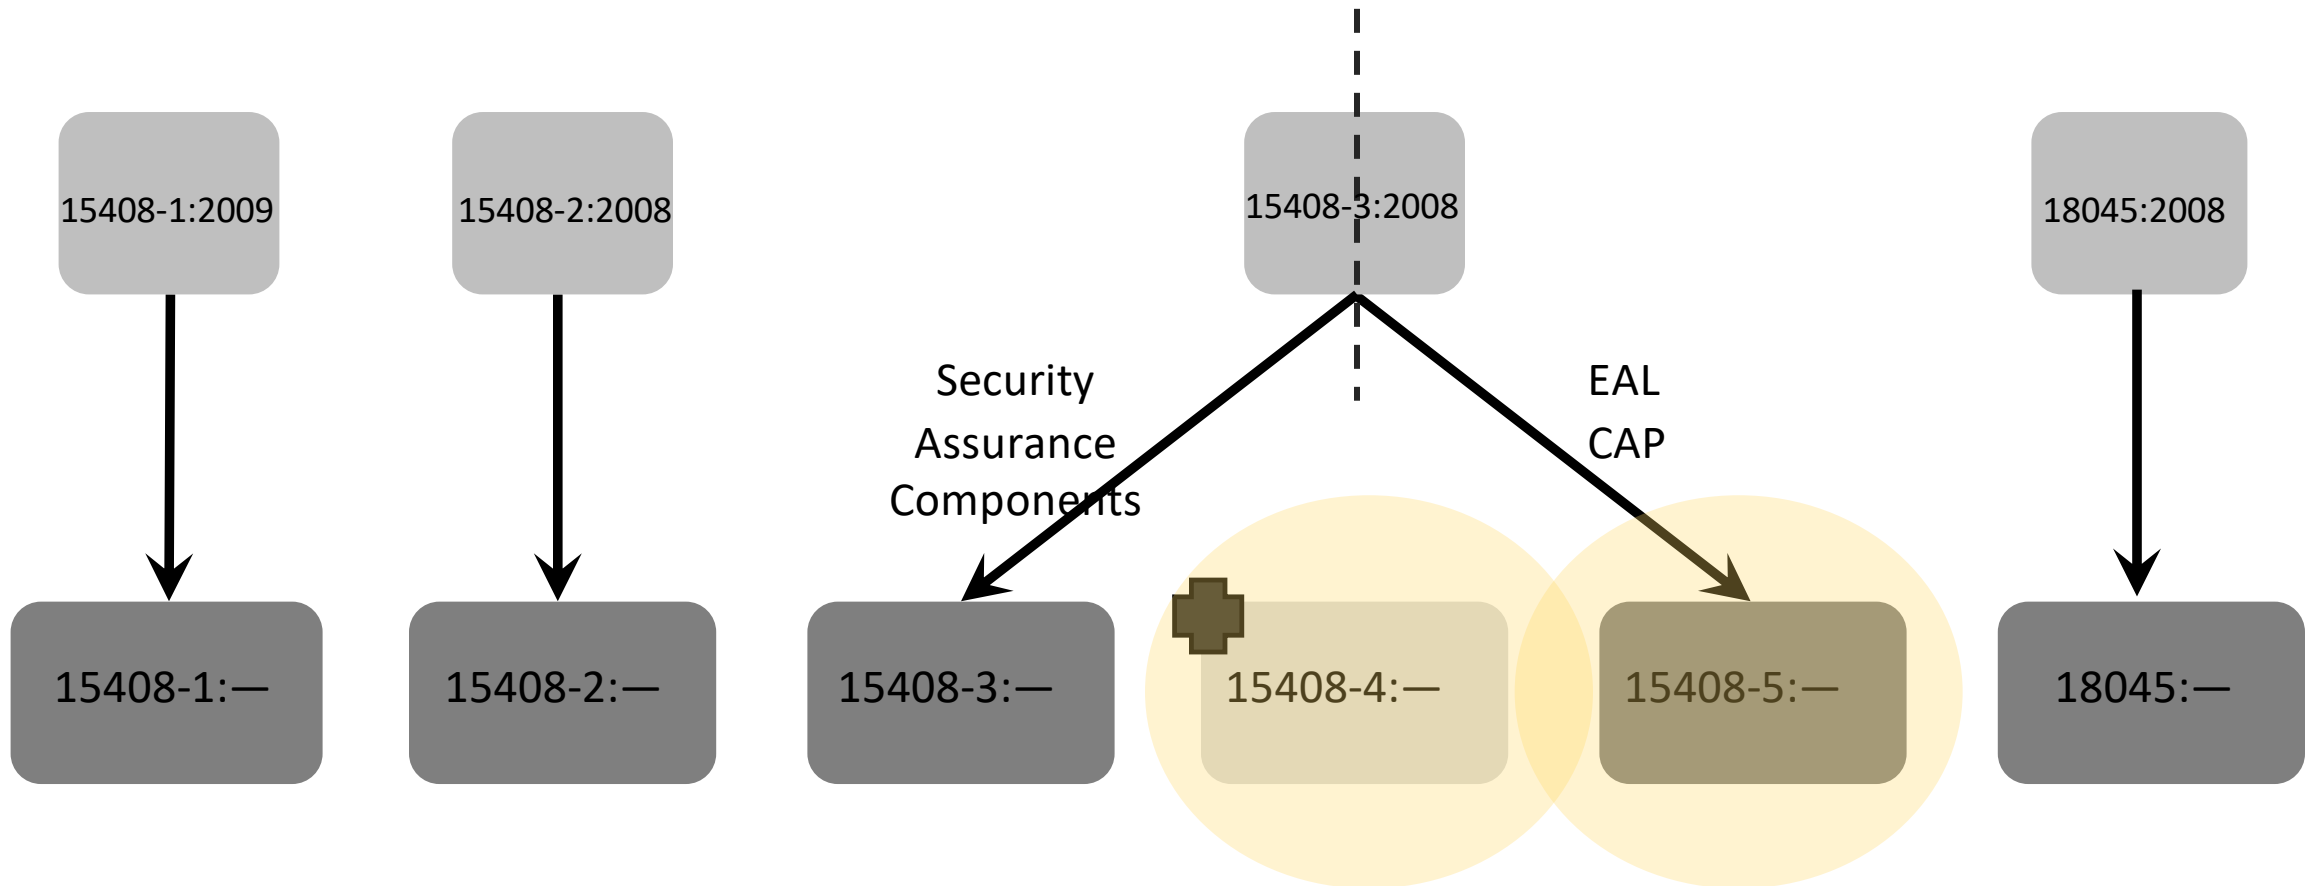 15408-1:2009
15408-2:2008
15408-3:2008
18045:2008
Security
Assurance
Components
EAL
CAP
15408-1:—
15408-2:—
15408-3:—
15408-4:—
15408-5:—
18045:—